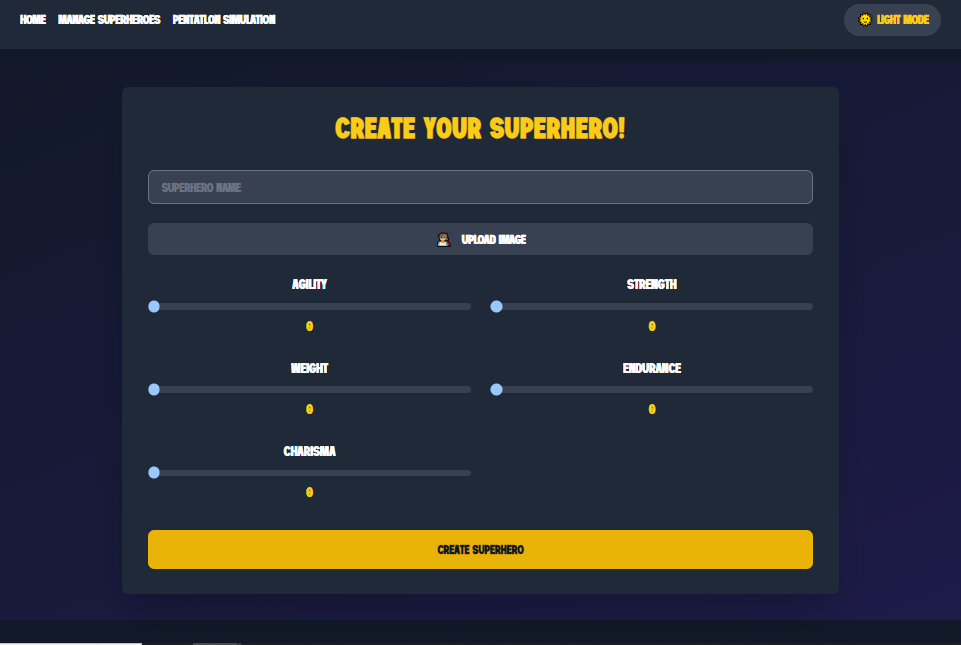 HOME MANAGE SUPERHEROES PENTATLON SIMULATION LIGHT MODE
CREATE YOUR SUPERHERO!
SUPERHERO NAME
UPLOAD IMAGE
AGILITY STRENGTH
0 0
WEIGHT ENDURANCE
0 0
CHARISMA
0
CREATE SUPERHERO